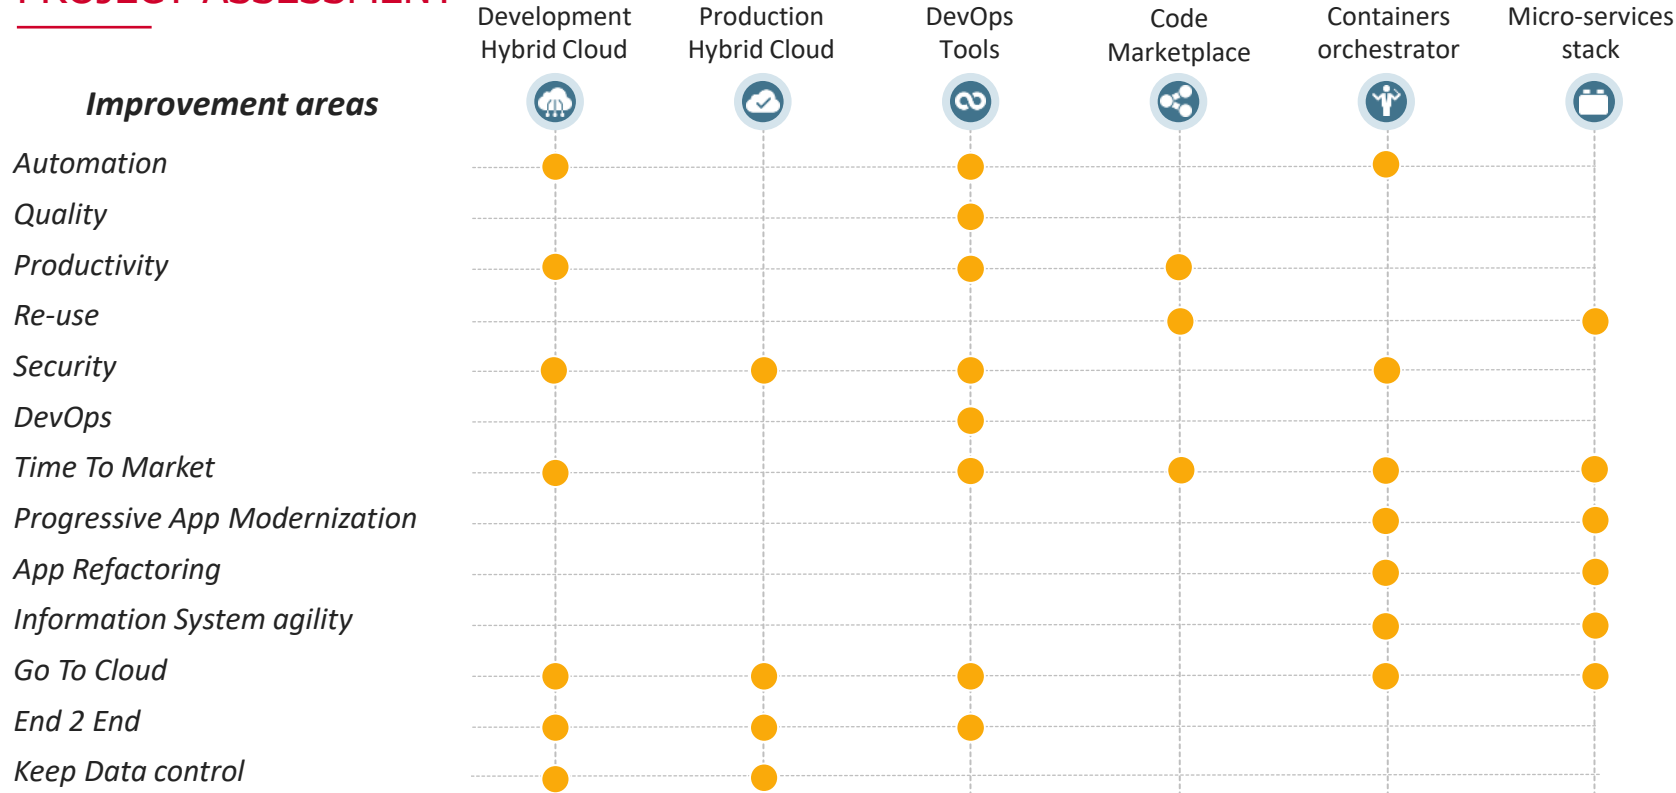 PROJECT ASSESSMENT
Development Hybrid Cloud
Production Hybrid Cloud
DevOps Tools
Code Marketplace
Containers orchestrator
Micro-services stack
Improvement areas
Automation
Quality
Productivity
Re-use
Security
DevOps
Time To Market
Progressive App Modernization
App Refactoring
Information System agility
Go To Cloud
End 2 End
Keep Data control